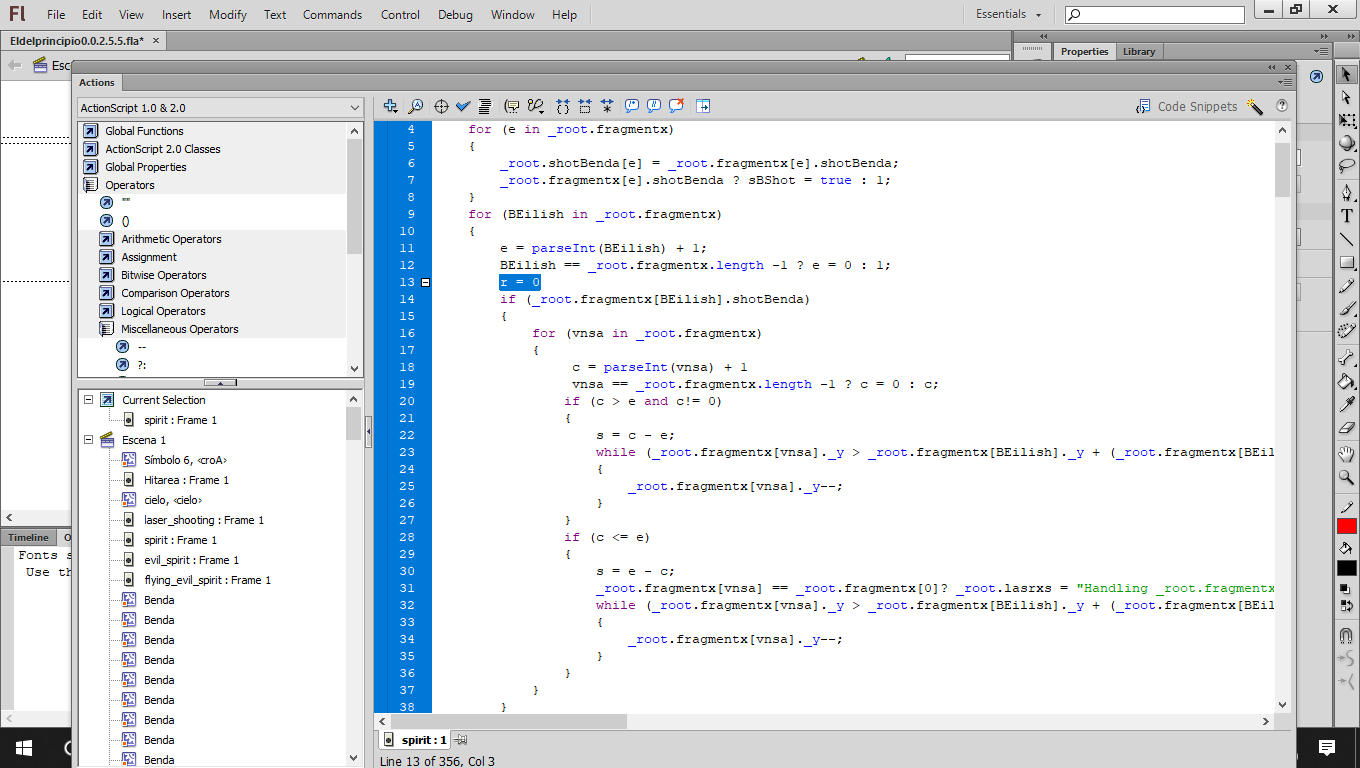 Fl File Edit View Insert Modify Text Commands Control Debug Window Help Essentials
Eldelprincipio0.0.2.5.5.fla* ×
Properties Library
Esc
Actions
ActionScript 1.0 & 2.0
Code Snippets
Global Functions
ActionScript 2.0 Classes
Global Properties
Operators
""
()
Arithmetic Operators
Assignment
Bitwise Operators
Comparison Operators
Logical Operators
Miscellaneous Operators
--
?:
Current Selection
spirit : Frame 1
Escena 1
Símbolo 6, <croA>
Hitarea : Frame 1
cielo, <cielo>
laser_shooting : Frame 1
spirit : Frame 1
evil_spirit : Frame 1
flying_evil_spirit : Frame 1
Benda
Benda
Benda
Benda
Benda
Benda
Benda
Benda
Benda
4 for (e in _root.fragmentx)
5 {
6 _root.shotBenda[e] = _root.fragmentx[e].shotBenda;
7 _root.fragmentx[e].shotBenda ? sBShot = true : 1;
8 }
9 for (BEilish in _root.fragmentx)
10 {
11 e = parseInt(BEilish) + 1;
12 BEilish == _root.fragmentx.length -1 ? e = 0 : 1;
13 r = 0
14 if (_root.fragmentx[BEilish].shotBenda)
15 {
16 for (vnsa in _root.fragmentx)
17 {
18 c = parseInt(vnsa) + 1
19 vnsa == _root.fragmentx.length -1 ? c = 0 : c;
20 if (c > e and c!= 0)
21 {
22 s = c - e;
23 while (_root.fragmentx[vnsa]._y > _root.fragmentx[BEilish]._y + (_root.fragmentx[BEil
24 {
25 _root.fragmentx[vnsa]._y--;
26 }
27 }
28 if (c <= e)
29 {
30 s = e - c;
31 _root.fragmentx[vnsa] == _root.fragmentx[0]? _root.lasrxs = "Handling _root.fragmentx
32 while (_root.fragmentx[vnsa]._y > _root.fragmentx[BEilish]._y + (_root.fragmentx[BEil
33 {
34 _root.fragmentx[vnsa]._y--;
35 }
36 }
37 }
38 }
Timeline O
Fonts s
Use th
spirit : 1
Line 13 of 356, Col 3